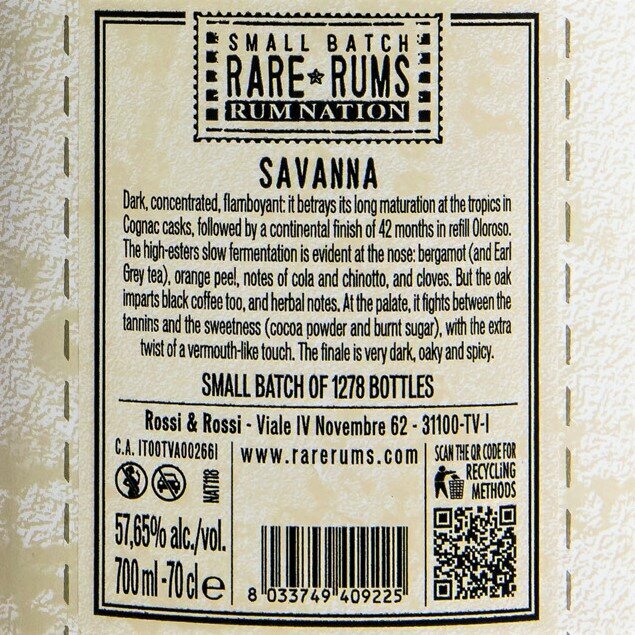 SMALL BATCH
RARE★RUMS
RUM NATION
SAVANNA
Dark, concentrated, flamboyant: it betrays its long maturation at the tropics in
Cognac casks, followed by a continental finish of 42 months in refill Oloroso.
The high-esters slow fermentation is evident at the nose: bergamot (and Earl
Grey tea), orange peel, notes of cola and chinotto, and cloves. But the oak
imparts black coffee too, and herbal notes. At the palate, it fights between the
tannins and the sweetness (cocoa powder and burnt sugar), with the extra
twist of a vermouth-like touch. The finale is very dark, oaky and spicy.
SMALL BATCH OF 1278 BOTTLES
Rossi & Rossi - Viale IV Novembre 62 - 31100-TV-I
C.A. IT00TVA00266I
NAT118
57,65% alc./vol.
700 ml - 70 cl e
www.rarerums.com
8 033749 409225
SCAN THE QR CODE FOR
RECYCLING
METHODS